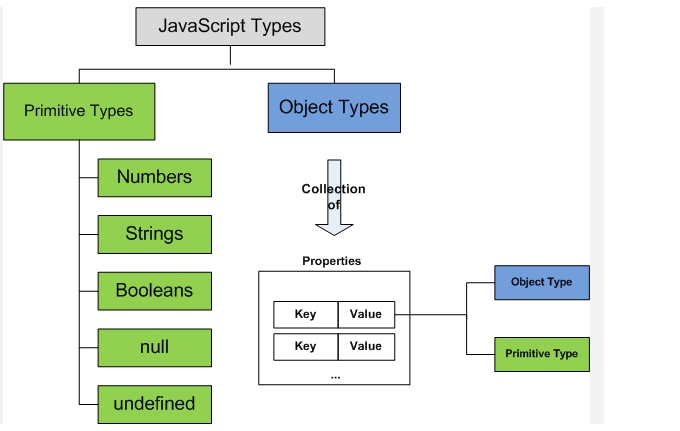 JavaScript Types
Primitive Types
Object Types
Numbers
Strings
Booleans
null
undefined
Collection
of
Properties
Key Value
Key Value
...
Object Type
Primitive Type